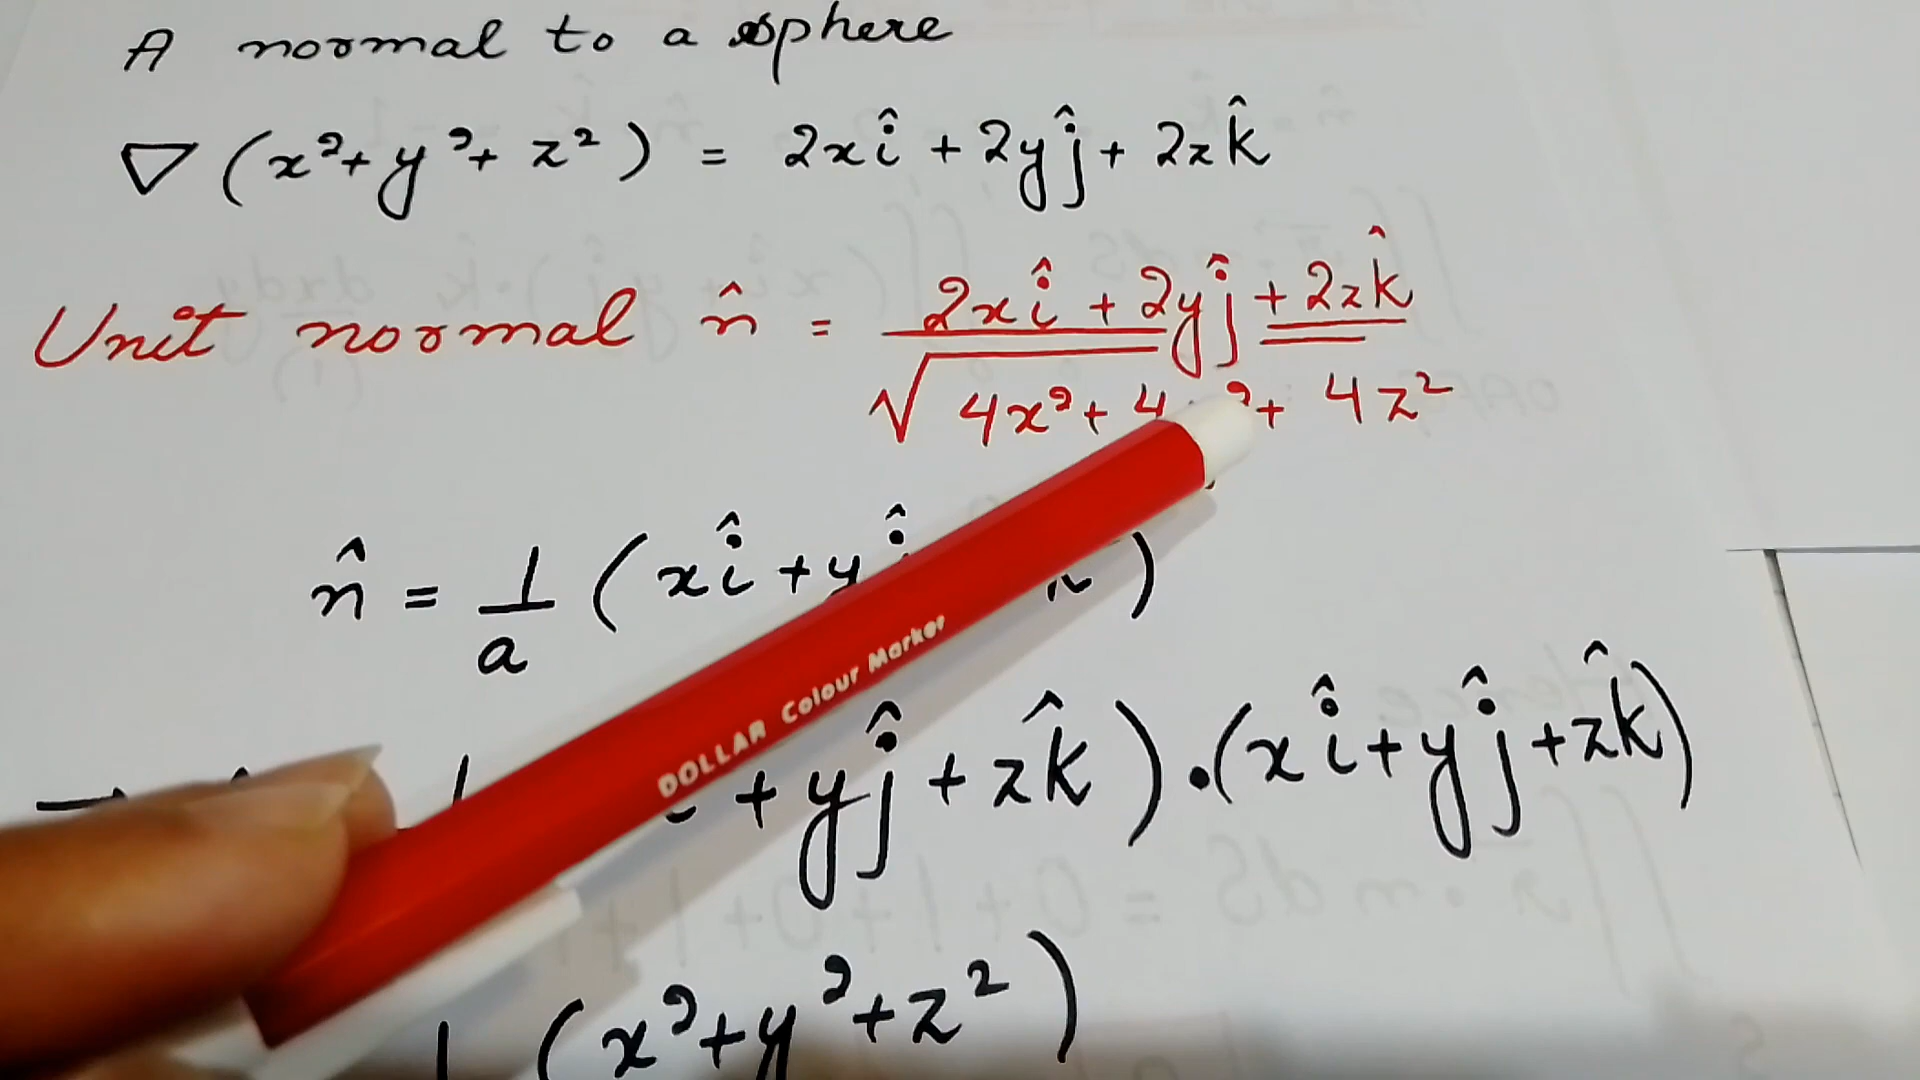 A normal to a sphere
∇ (x²+ y²+ z²) = 2xî + 2yĵ + 2zk̂
Unit normal n̂ = 2xî + 2yĵ + 2zk̂
√ 4x²+ 4 ²+ 4z²
n̂ = 1/a (xî + y )
+ yĵ + zk̂ ) • (xî + yĵ + zk̂)
DOLLAR Colour Marker
(x²+y²+z²)